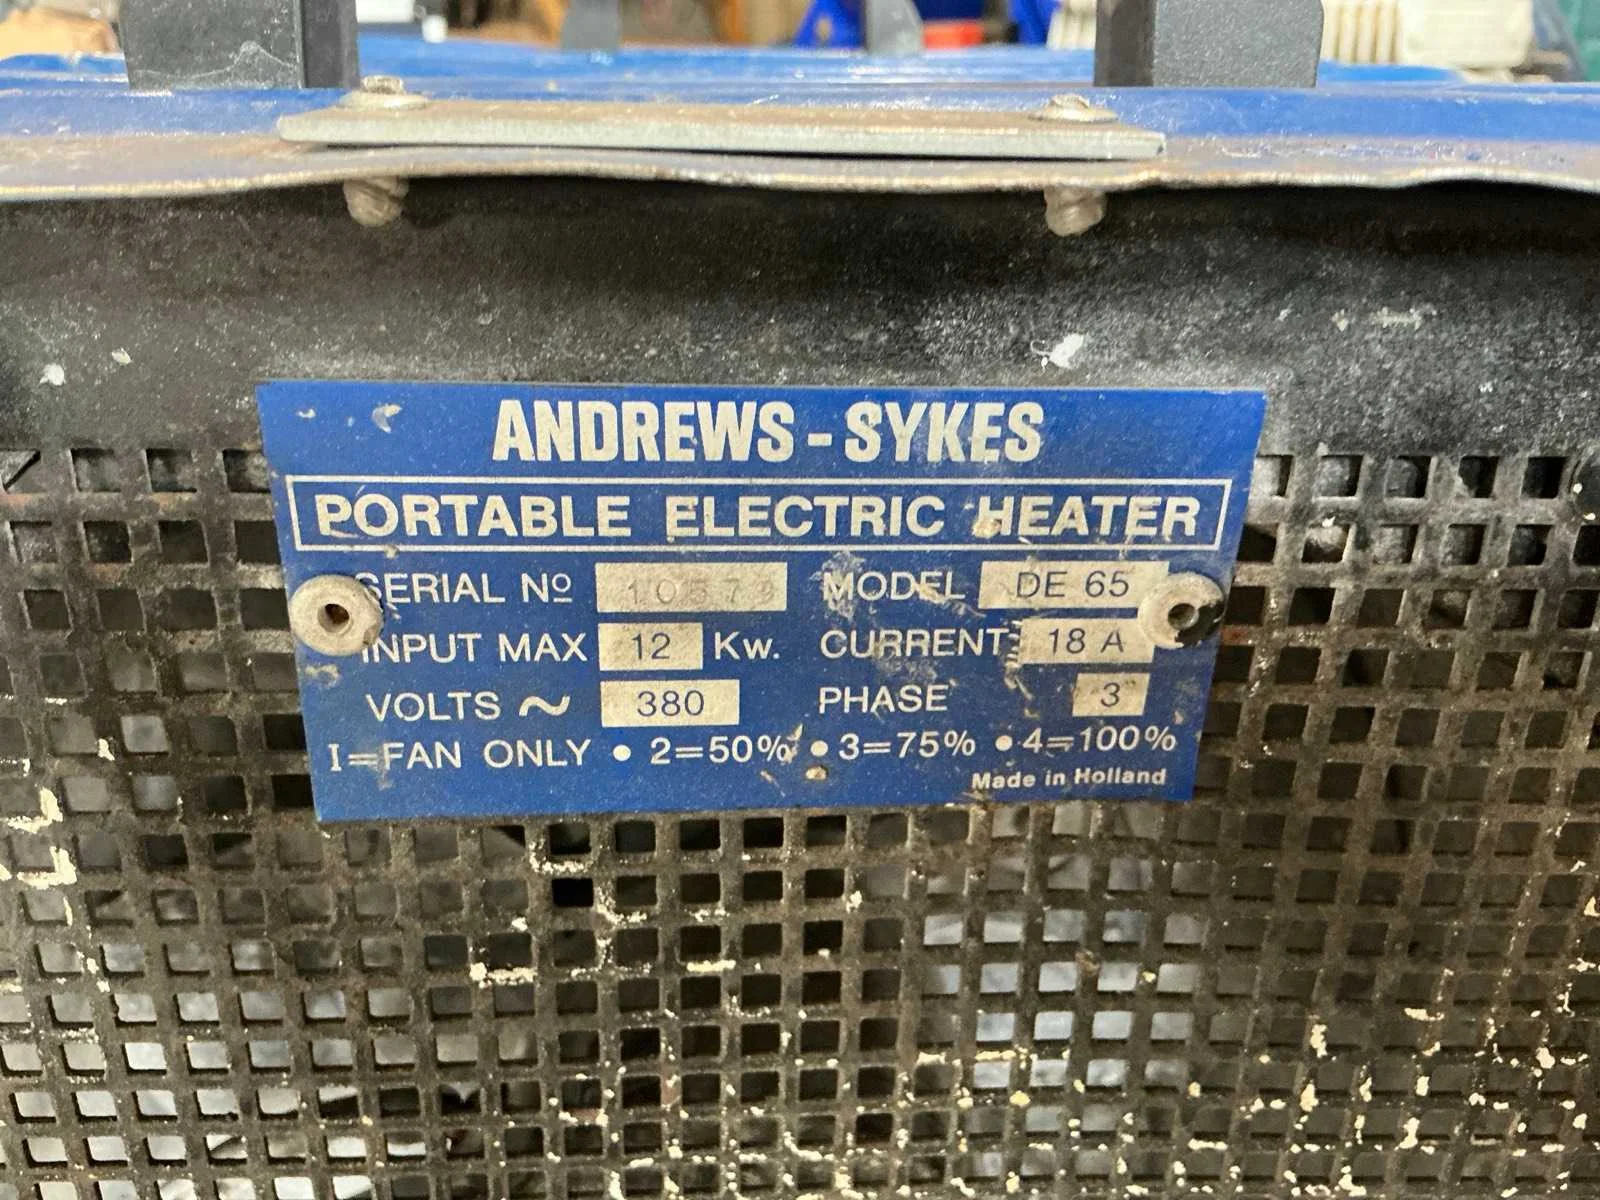 ANDREWS - SYKES
PORTABLE ELECTRIC HEATER
SERIAL Nº 10579 MODEL DE 65
INPUT MAX 12 Kw. CURRENT 18 A
VOLTS ~ 380 PHASE 3
I=FAN ONLY • 2=50% • 3=75% • 4=100%
Made in Holland